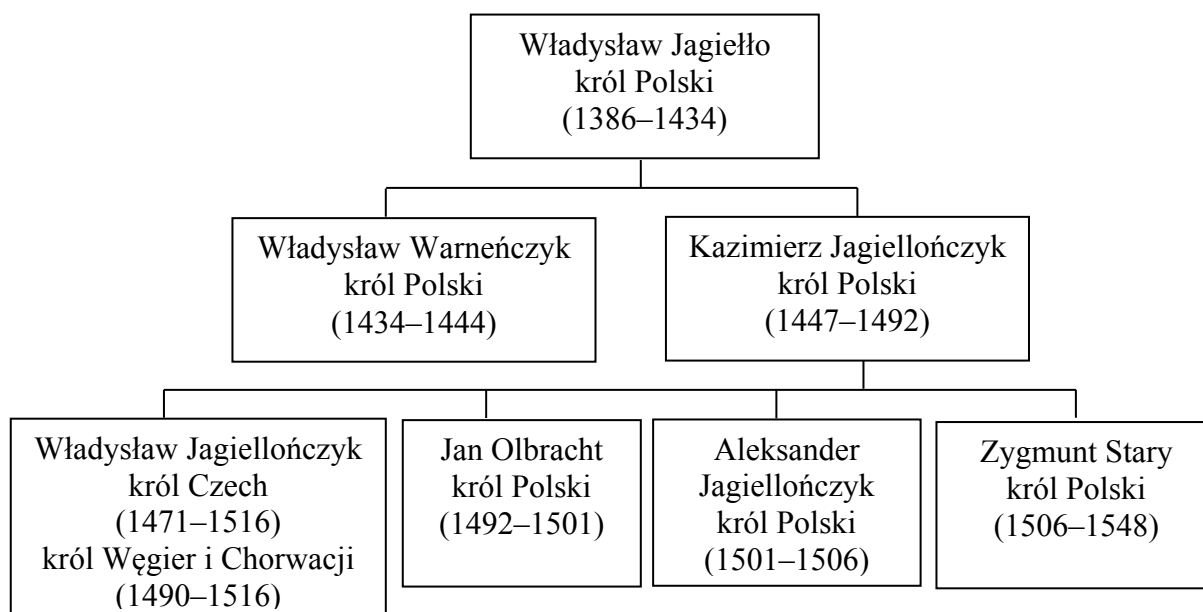 Władysław Jagiełło
król Polski
(1386–1434)
Władysław Warneńczyk
król Polski
(1434–1444)
Kazimierz Jagiellończyk
król Polski
(1447–1492)
Władysław Jagiellończyk
król Czech
(1471–1516)
król Węgier i Chorwacji
(1490–1516)
Jan Olbracht
król Polski
(1492–1501)
Aleksander
Jagiellończyk
król Polski
(1501–1506)
Zygmunt Stary
król Polski
(1506–1548)